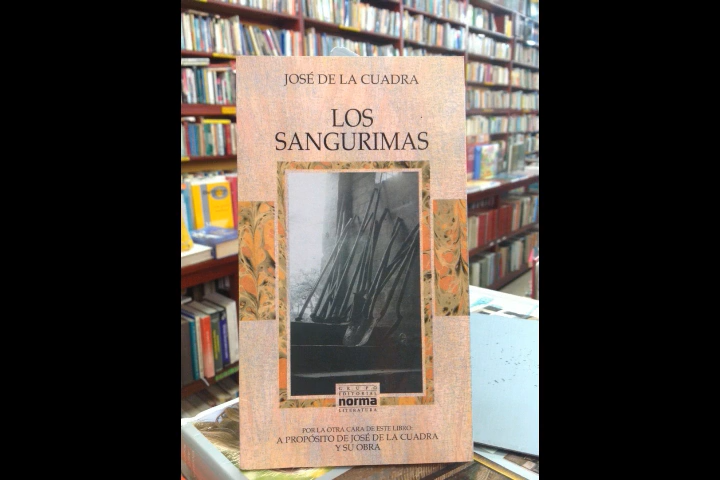 JOSÉ DE LA CUADRA
LOS
SANGURIMAS
GRUPO
EDITORIAL
norma
LITERATURA
POR LA OTRA CARA DE ESTE LIBRO:
A PROPÓSITO DE JOSÉ DE LA CUADRA
Y SU OBRA